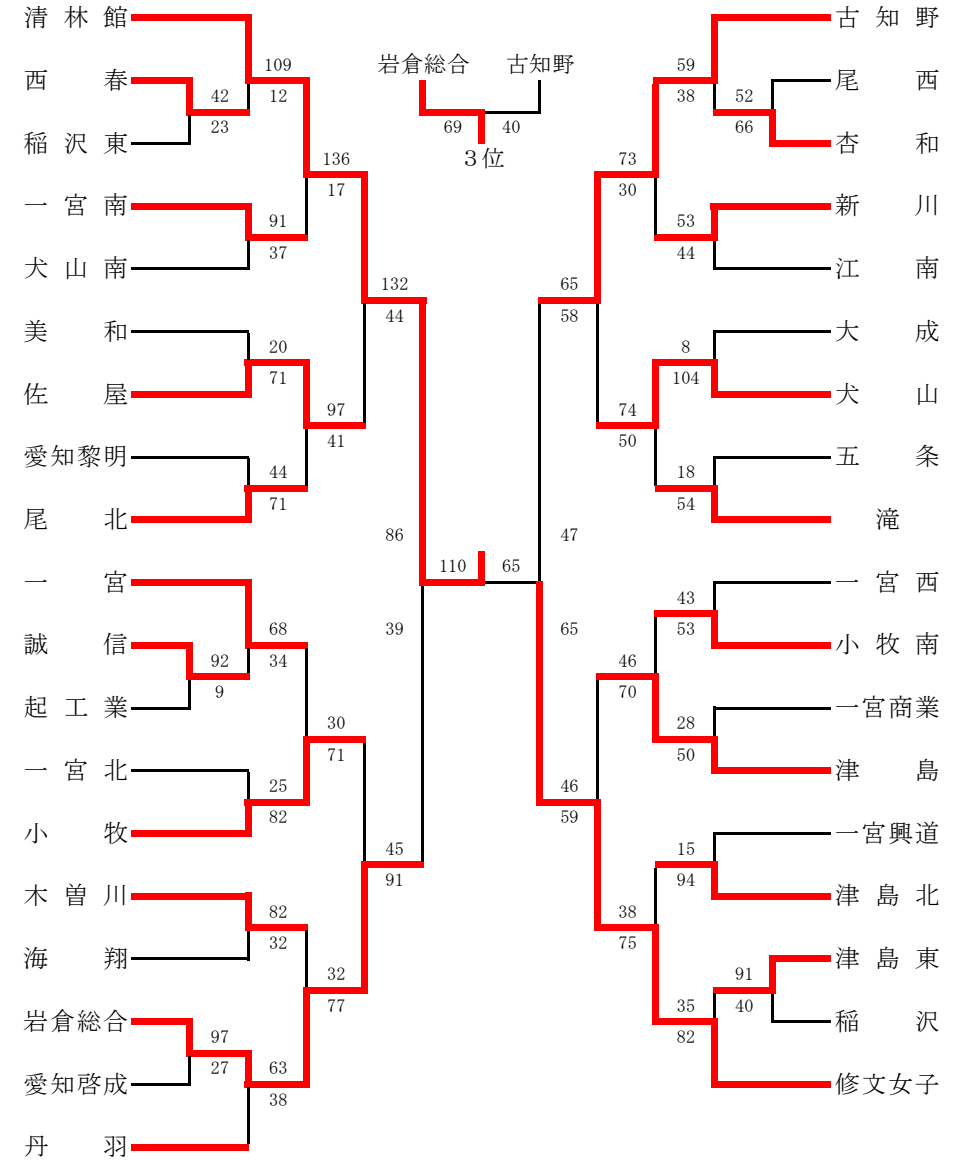 清林館
古知野
岩倉総合 古知野
109
59
西春
尾西
42
12
38
52
23
69
40
66
稲沢東
杏和
3位
136
73
17
30
一宮南
新川
91
53
37
44
犬山南
江南
132
65
44
58
美和
大成
20
8
71
104
佐屋
犬山
97
74
41
50
愛知黎明
五条
44
18
71
54
尾北
滝
86
47
110
65
一宮
一宮西
43
53
39
65
68
誠信
小牧南
92
34
46
9
70
起工業
一宮商業
30
28
71
50
一宮北
津島
25
46
82
59
小牧
一宮興道
45
15
91
94
木曽川
津島北
82
38
32
75
海翔
津島東
32
91
77
35
40
82
岩倉総合
稲沢
97
27
63
38
愛知啓成
修文女子
丹羽